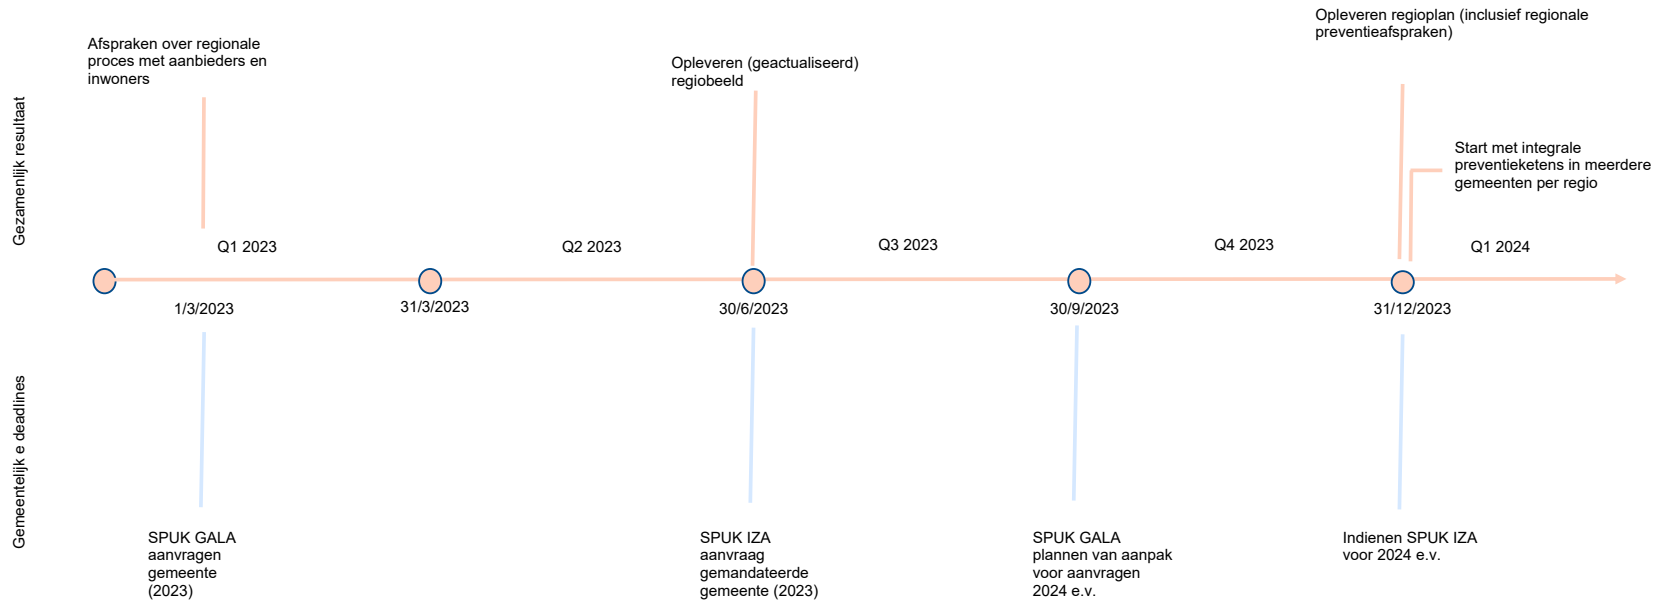 Opleveren regioplan (inclusief regionale
preventieafspraken)
Afspraken over regionale
proces met aanbieders en
inwoners
Opleveren (geactualiseerd)
regiobeeld
Gezamenlijk resultaat
Start met integrale
preventieketens in meerdere
gemeenten per regio
Q1 2023
Q2 2023
Q3 2023
Q4 2023
Q1 2024
1/3/2023
31/3/2023
30/6/2023
30/9/2023
31/12/2023
Gemeentelijk e deadlines
SPUK GALA
aanvragen
gemeente
(2023)
SPUK IZA
aanvraag
gemandateerde
gemeente (2023)
SPUK GALA
plannen van aanpak
voor aanvragen
2024 e.v.
Indienen SPUK IZA
voor 2024 e.v.